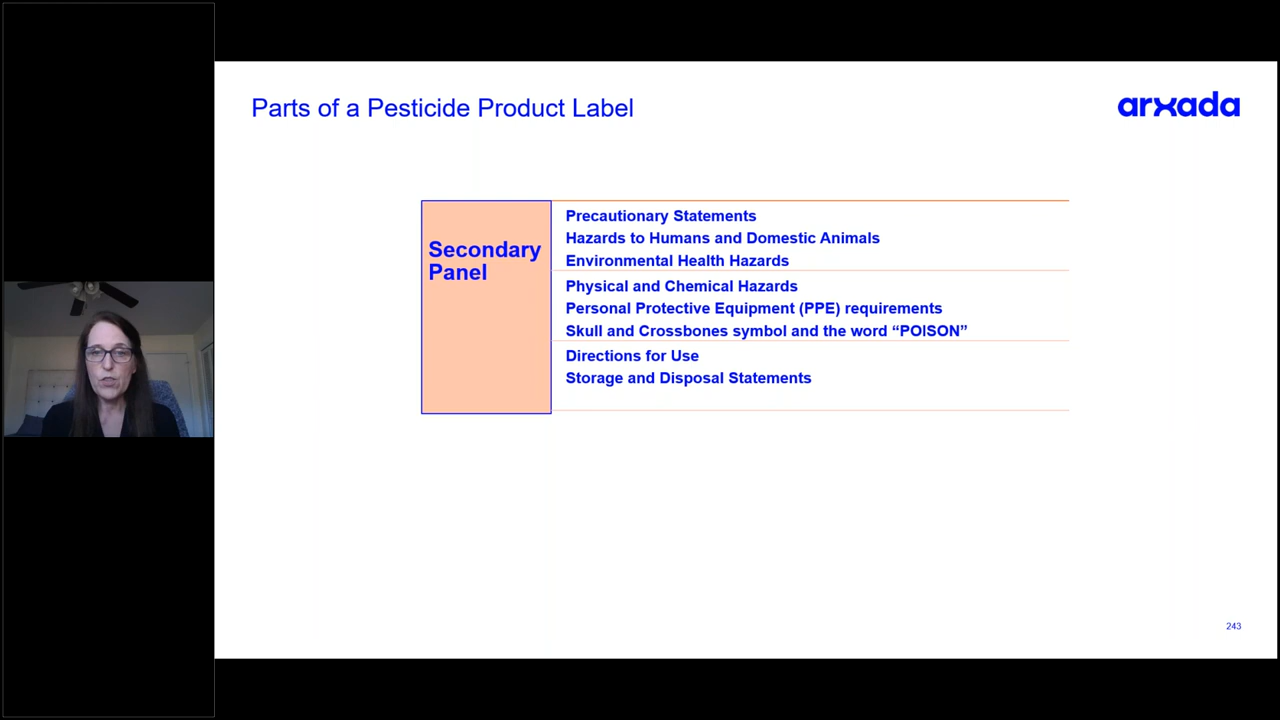 Parts of a Pesticide Product Label
arxada
Secondary
Panel
Precautionary Statements
Hazards to Humans and Domestic Animals
Environmental Health Hazards
Physical and Chemical Hazards
Personal Protective Equipment (PPE) requirements
Skull and Crossbones symbol and the word “POISON”
Directions for Use
Storage and Disposal Statements
243